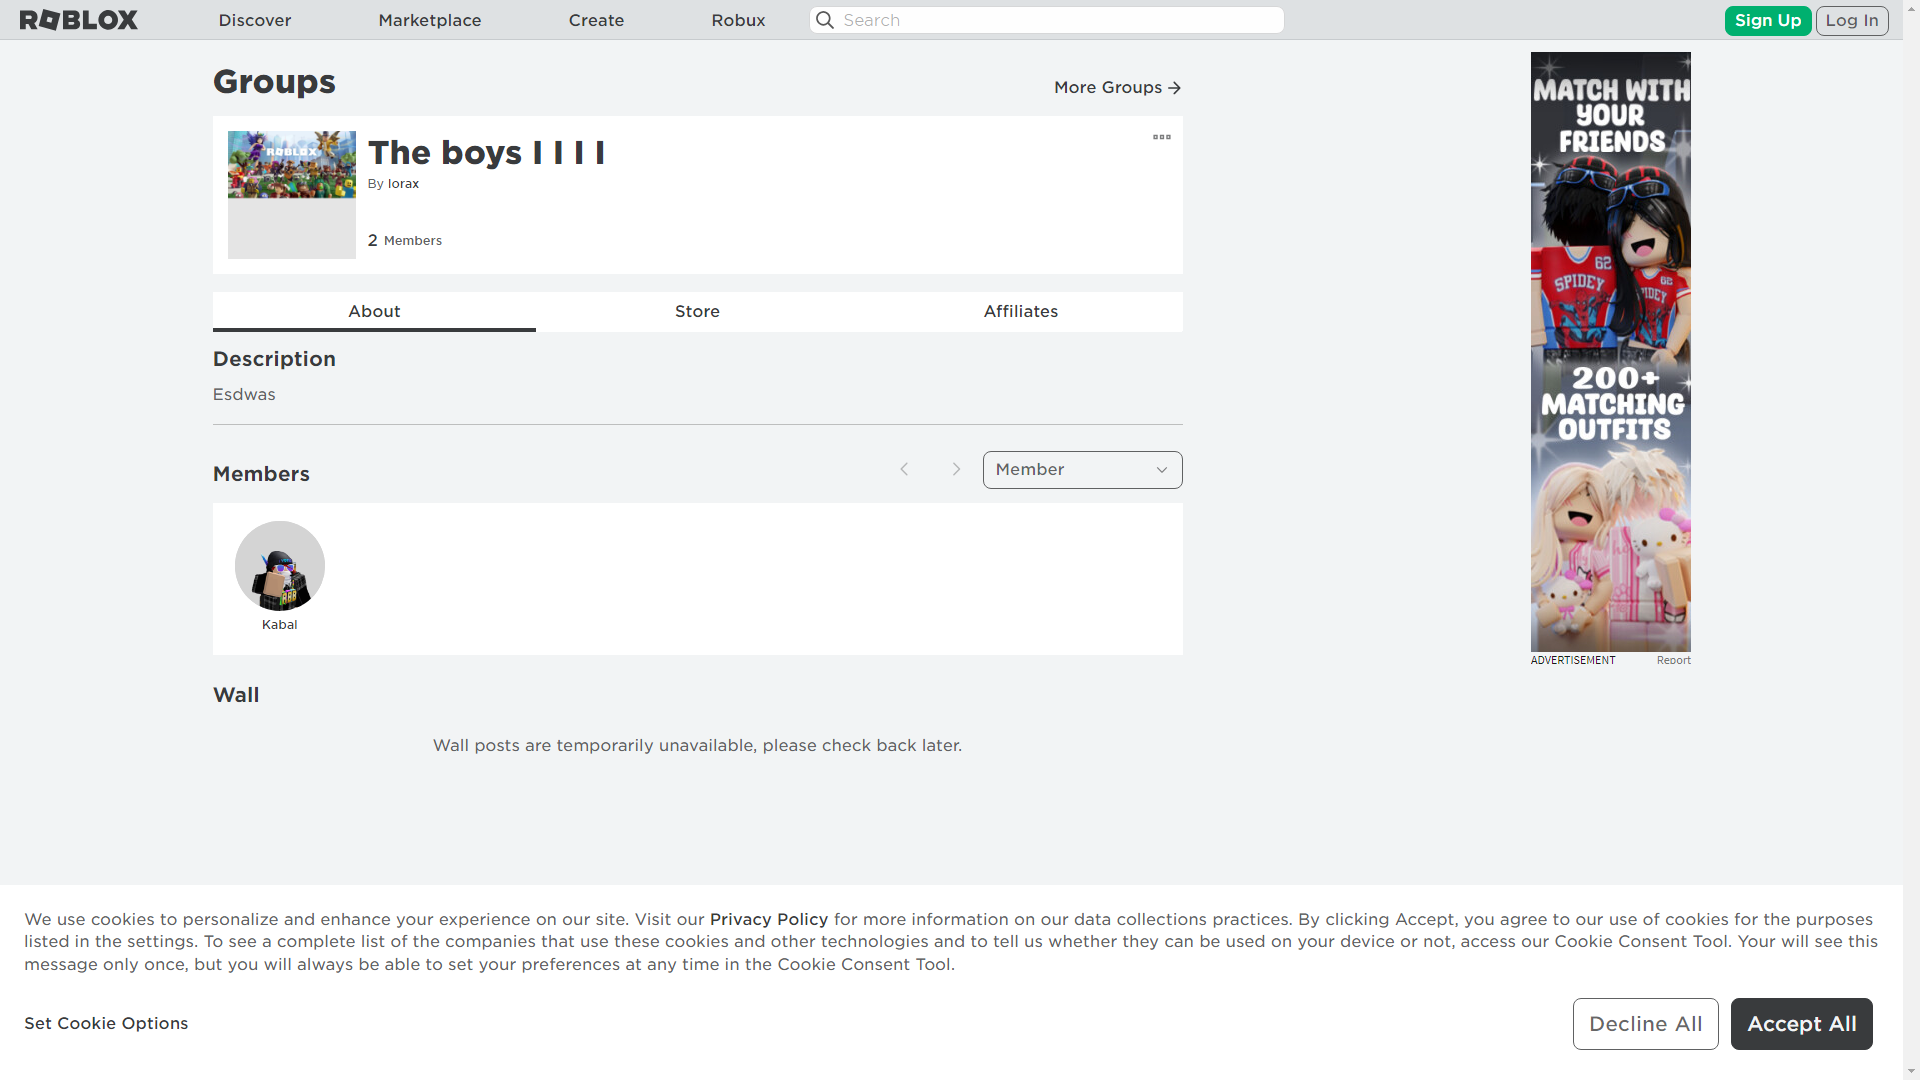 ROBLOX
Discover
Marketplace
Create
Robux
Search
Sign Up
Log In
Groups
More Groups
ROBLOX
The boys I I I I
By lorax
2 Members
About
Store
Affiliates
Description
Esdwas
Members
Member
Kabal
Wall
Wall posts are temporarily unavailable, please check back later.
MATCH WITH
YOUR
FRIENDS
62
SPIDEY
62
200+
MATCHING
OUTFITS
ADVERTISEMENT
Report
We use cookies to personalize and enhance your experience on our site. Visit our Privacy Policy for more information on our data collections practices. By clicking Accept, you agree to our use of cookies for the purposes
listed in the settings. To see a complete list of the companies that use these cookies and other technologies and to tell us whether they can be used on your device or not, access our Cookie Consent Tool. Your will see this
message only once, but you will always be able to set your preferences at any time in the Cookie Consent Tool.
Set Cookie Options
Decline All
Accept All